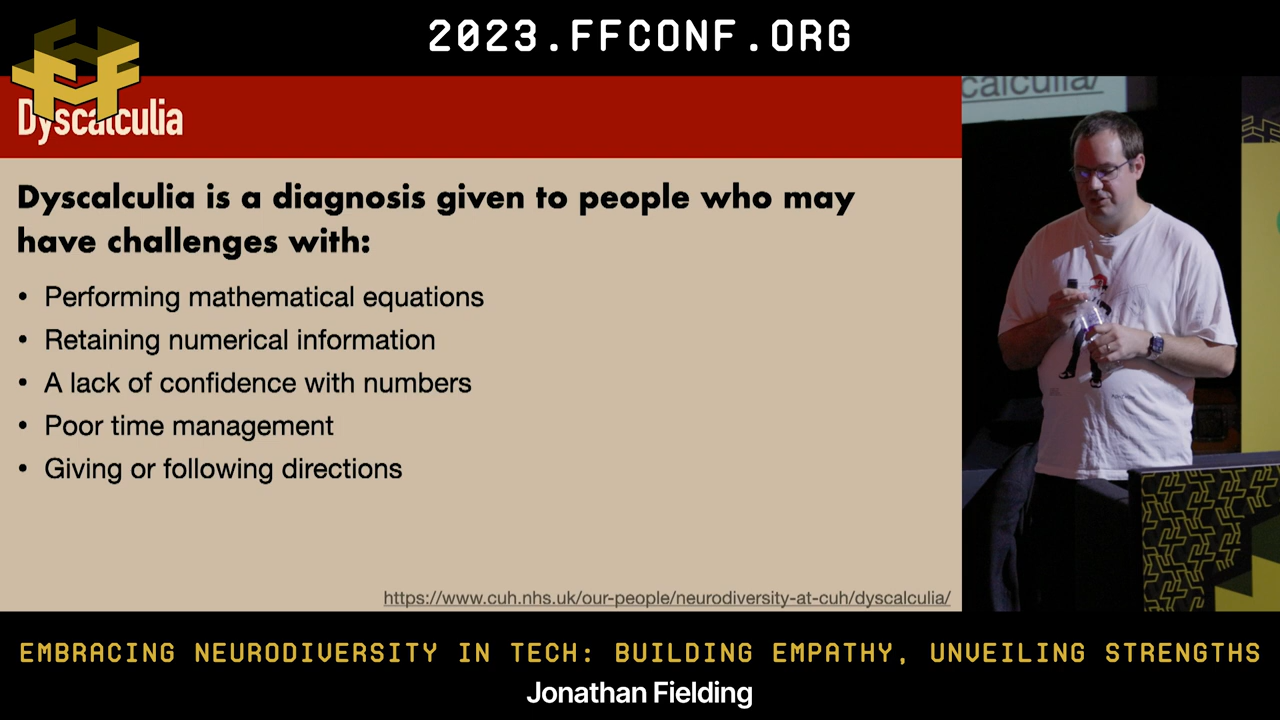 2023.FFCONF.ORG
Dyscalculia
calculia/
Dyscalculia is a diagnosis given to people who may
have challenges with:
• Performing mathematical equations
• Retaining numerical information
• A lack of confidence with numbers
• Poor time management
• Giving or following directions
https://www.cuh.nhs.uk/our-people/neurodiversity-at-cuh/dyscalculia/
EMBRACING NEURODIVERSITY IN TECH: BUILDING EMPATHY, UNVEILING STRENGTHS
Jonathan Fielding